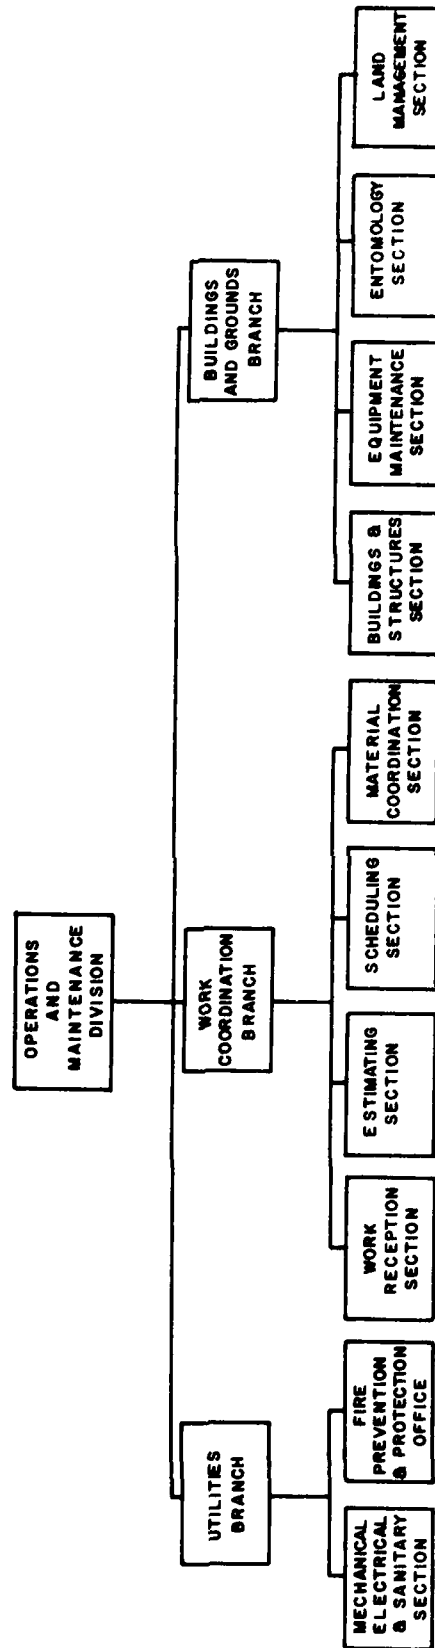 OPERATIONS
AND
MAINTENANCE
DIVISION
UTILITIES
BRANCH
WORK
COORDINATION
BRANCH
BUILDINGS
AND GROUNDS
BRANCH
MECHANICAL
ELECTRICAL
& SANITARY
SECTION
FIRE
PREVENTION
& PROTECTION
OFFICE
WORK
RECEPTION
SECTION
ESTIMATING
SECTION
SCHEDULING
SECTION
MATERIAL
COORDINATION
SECTION
BUILDINGS &
STRUCTURES
SECTION
EQUIPMENT
MAINTENANCE
SECTION
ENTOMOLOGY
SECTION
LAND
MANAGEMENT
SECTION